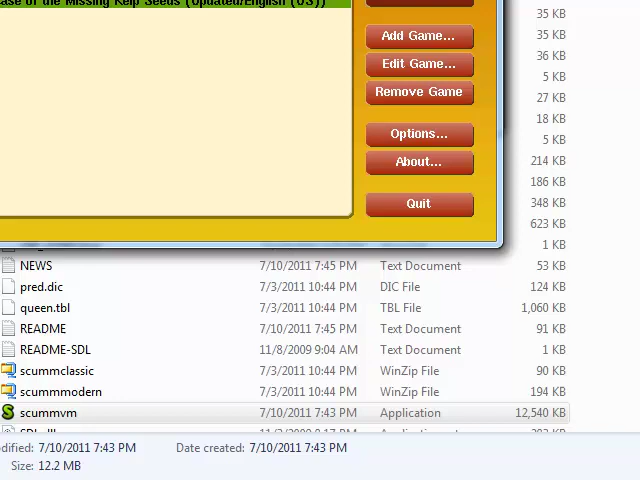 ase of the Missing Kelp Seeds (Updated/English (US)) 35 KB
Add Game... 35 KB
36 KB
Edit Game... 5 KB
Remove Game 27 KB
18 KB
Options... 5 KB
About... 214 KB
186 KB
Quit 348 KB
623 KB
1 KB
NEWS 7/10/2011 7:45 PM Text Document 53 KB
pred.dic 7/3/2011 10:44 PM DIC File 124 KB
queen.tbl 7/3/2011 10:44 PM TBL File 1,060 KB
README 7/10/2011 7:45 PM Text Document 91 KB
README-SDL 11/8/2009 9:04 AM Text Document 1 KB
scummclassic 7/3/2011 10:44 PM WinZip File 90 KB
scummmodern 7/3/2011 10:44 PM WinZip File 194 KB
scummvm 7/10/2011 7:43 PM Application 12,540 KB
dified: 7/10/2011 7:43 PM Date created: 7/10/2011 7:43 PM
Size: 12.2 MB